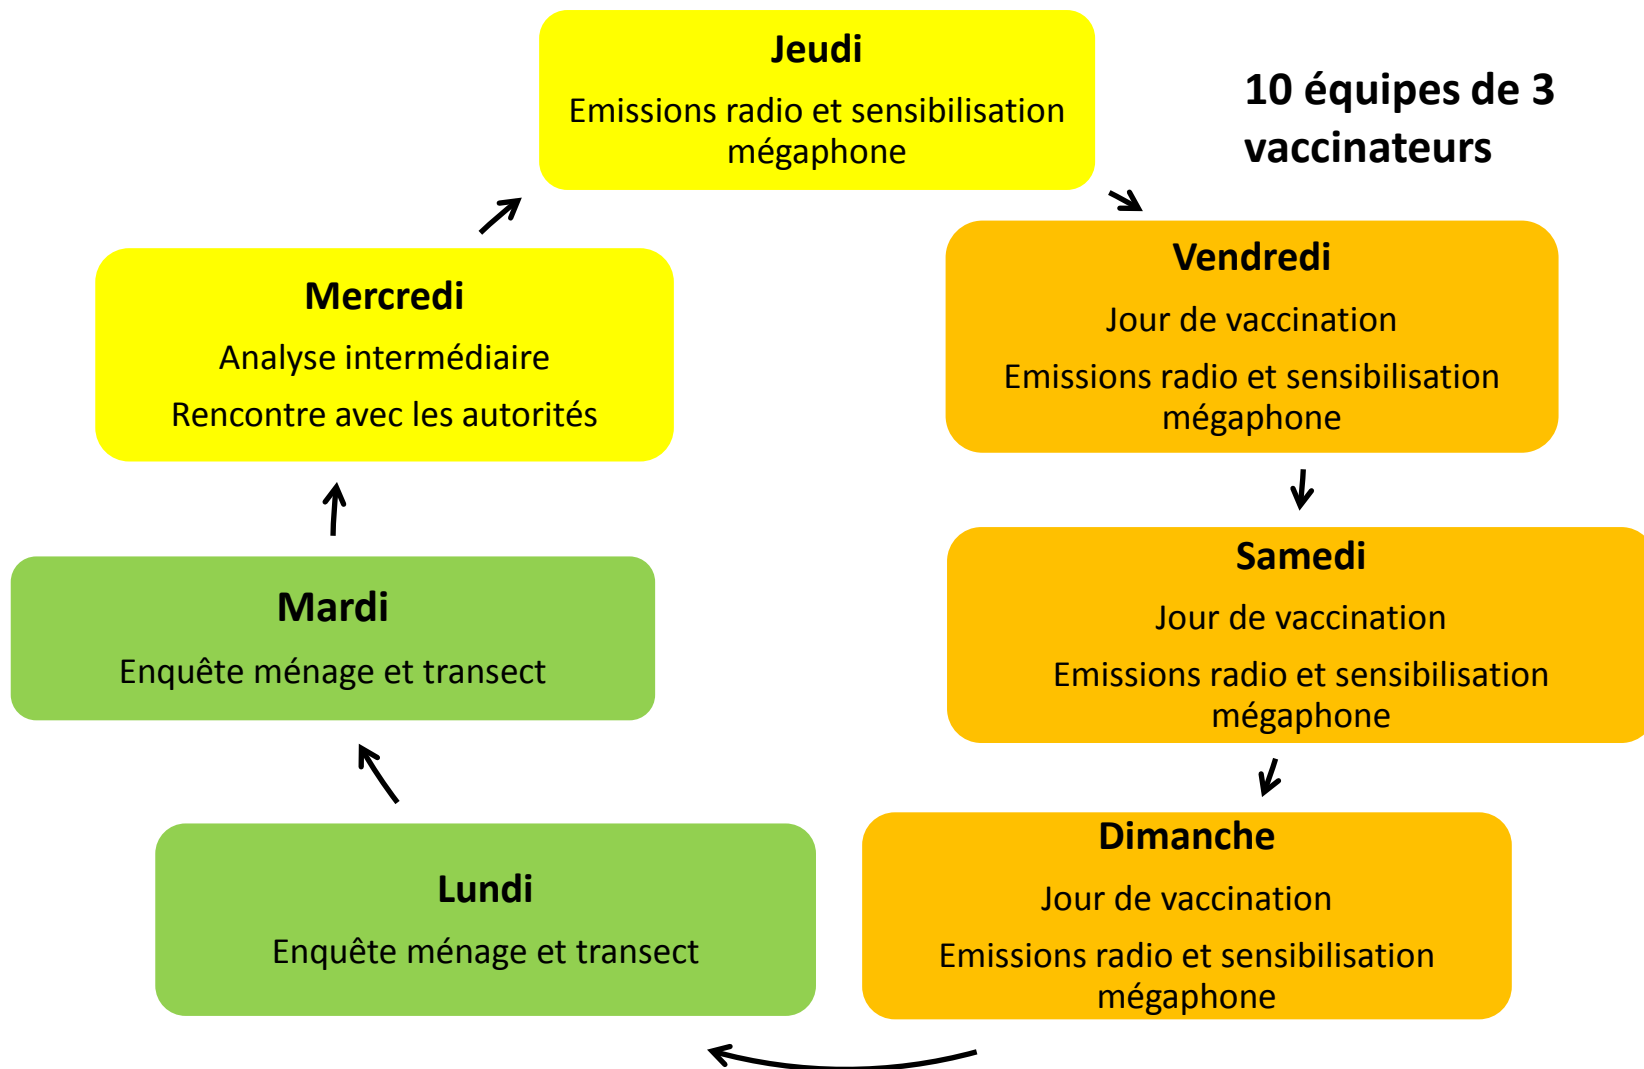 Jeudi
Emissions radio et sensibilisation
mégaphone
10 équipes de 3
vaccinateurs
Vendredi
Jour de vaccination
Emissions radio et sensibilisation
mégaphone
Samedi
Jour de vaccination
Emissions radio et sensibilisation
mégaphone
Dimanche
Jour de vaccination
Emissions radio et sensibilisation
mégaphone
Lundi
Enquête ménage et transect
Mardi
Enquête ménage et transect
Mercredi
Analyse intermédiaire
Rencontre avec les autorités